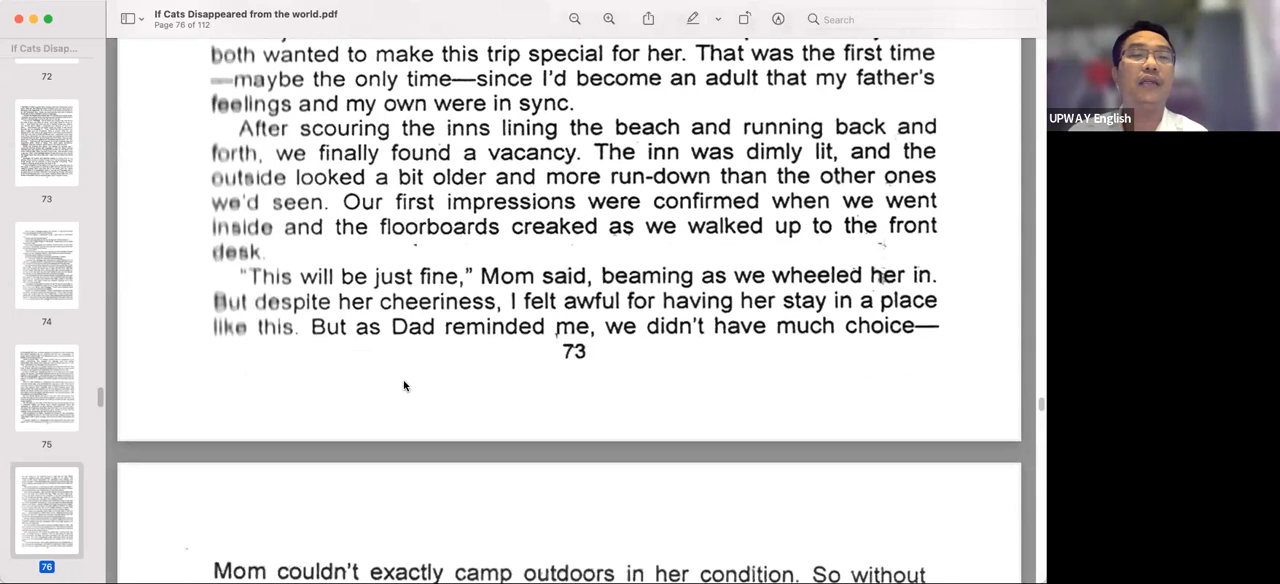 If Cats Disappeared from the world.pdf
Page 76 of 112
Search
If Cats Disap...
72
73
74
75
76
both wanted to make this trip special for her. That was the first time
—maybe the only time—since I'd become an adult that my father's
feelings and my own were in sync.
After scouring the inns lining the beach and running back and
forth, we finally found a vacancy. The inn was dimly lit, and the
outside looked a bit older and more run-down than the other ones
we'd seen. Our first impressions were confirmed when we went
inside and the floorboards creaked as we walked up to the front
desk.
"This will be just fine," Mom said, beaming as we wheeled her in.
But despite her cheeriness, I felt awful for having her stay in a place
like this. But as Dad reminded me, we didn't have much choice—
73
Mom couldn't exactly camp outdoors in her condition. So without
UPWAY English